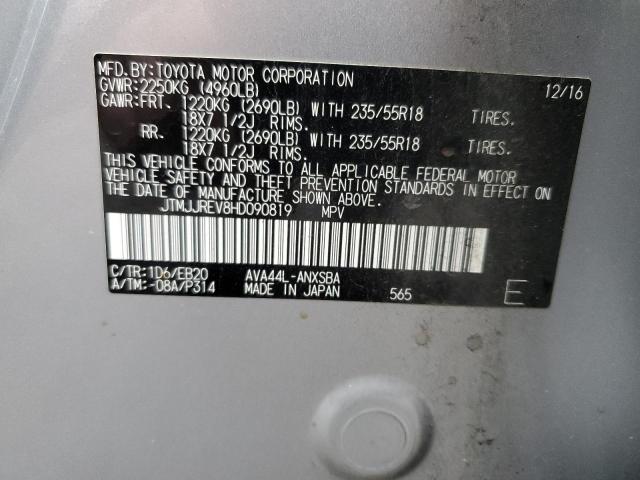 MFD.BY:TOYOTA MOTOR CORPORATION 12/16
GVWR:2250KG (4960LB)
GAWR:FRT. 1220KG (2690LB) WITH 235/55R18 TIRES.
18X7 1/2J RIMS.
RR. 1220KG (2690LB) WITH 235/55R18 TIRES.
18X7 1/2J RIMS.
THIS VEHICLE CONFORMS TO ALL APPLICABLE FEDERAL MOTOR
VEHICLE SAFETY AND THEFT PREVENTION STANDARDS IN EFFECT ON
THE DATE OF MANUFACTURE SHOWN ABOVE.
JTMJJREV8HD090819 MPV
C/TR:1D6/EB20 AVA44L-ANXSBA
A/TM:-08A/P314 MADE IN JAPAN 565 E